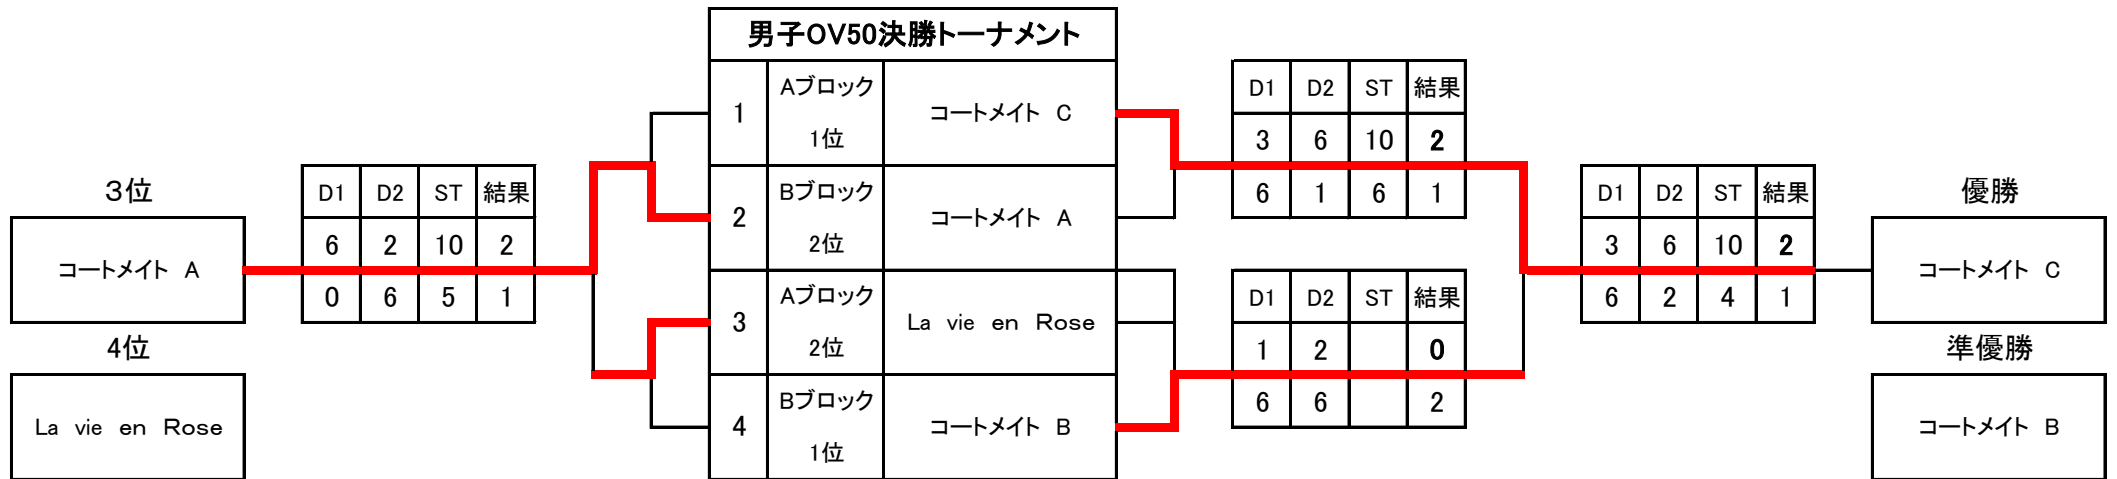 男子OV50決勝トーナメント
1 Aブロック 1位 コートメイト C
2 Bブロック 2位 コートメイト A
3 Aブロック 2位 La vie en Rose
4 Bブロック 1位 コートメイト B
3位
コートメイト A
4位
La vie en Rose
D1 D2 ST 結果
6 2 10 2
0 6 5 1
D1 D2 ST 結果
3 6 10 2
6 1 6 1
D1 D2 ST 結果
1 2 0
6 6 2
D1 D2 ST 結果
3 6 10 2
6 2 4 1
優勝
コートメイト C
準優勝
コートメイト B